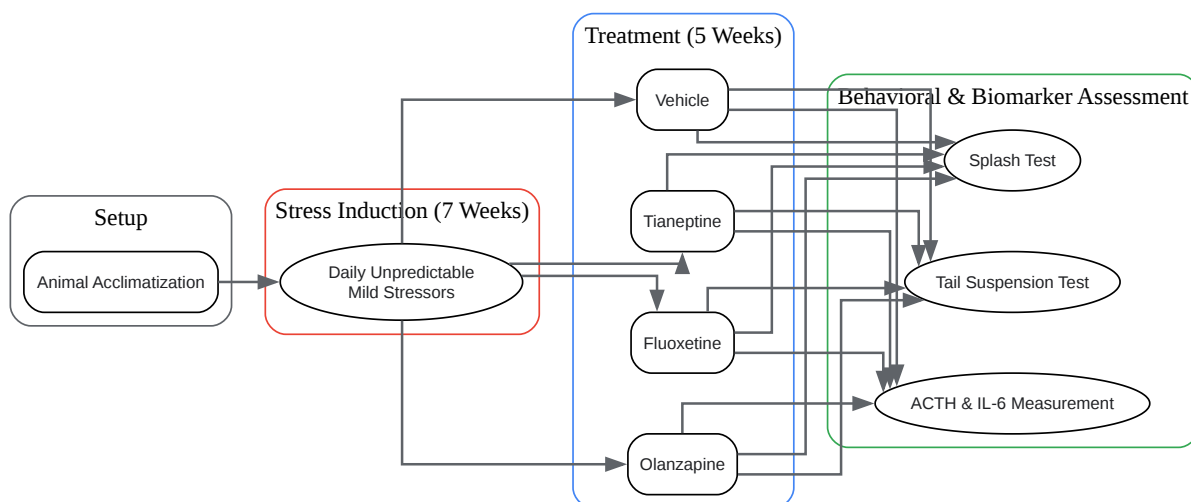 Setup
Animal Acclimatization
Stress Induction (7 Weeks)
Daily Unpredictable
Mild Stressors
Treatment (5 Weeks)
Vehicle
Tianeptine
Fluoxetine
Olanzapine
Behavioral & Biomarker Assessment
Splash Test
Tail Suspension Test
ACTH & IL-6 Measurement